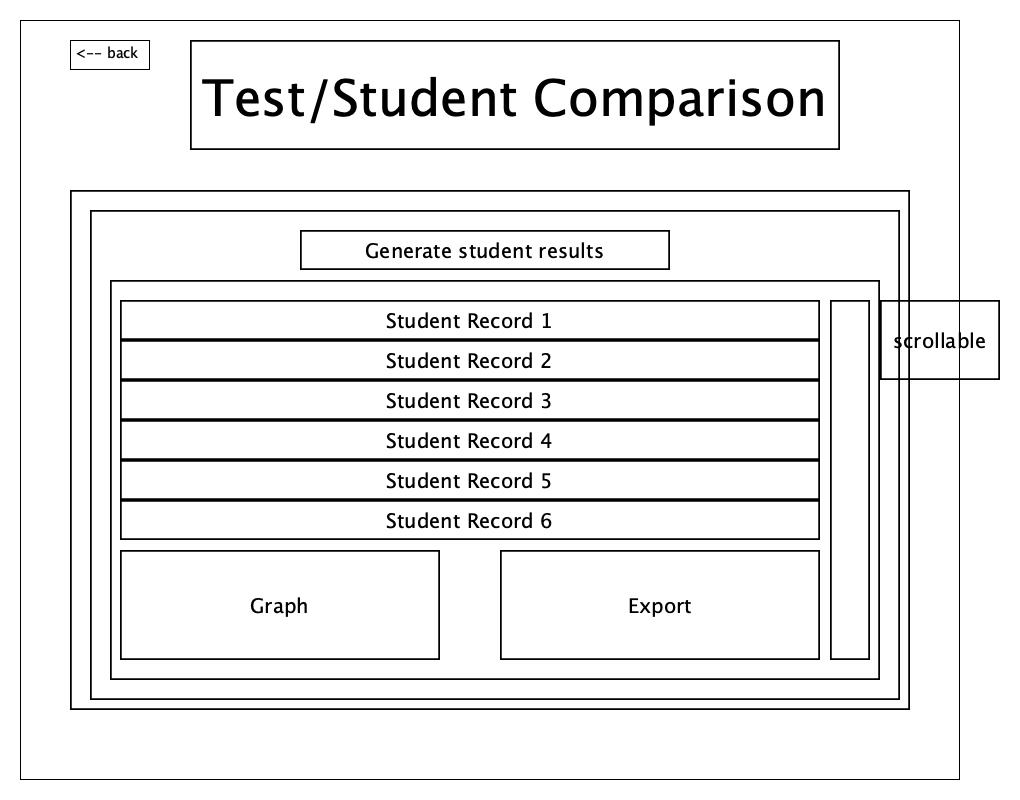 <-- back
Test/Student Comparison
Generate student results
Student Record 1
scrollable
Student Record 2
Student Record 3
Student Record 4
Student Record 5
Student Record 6
Graph
Export